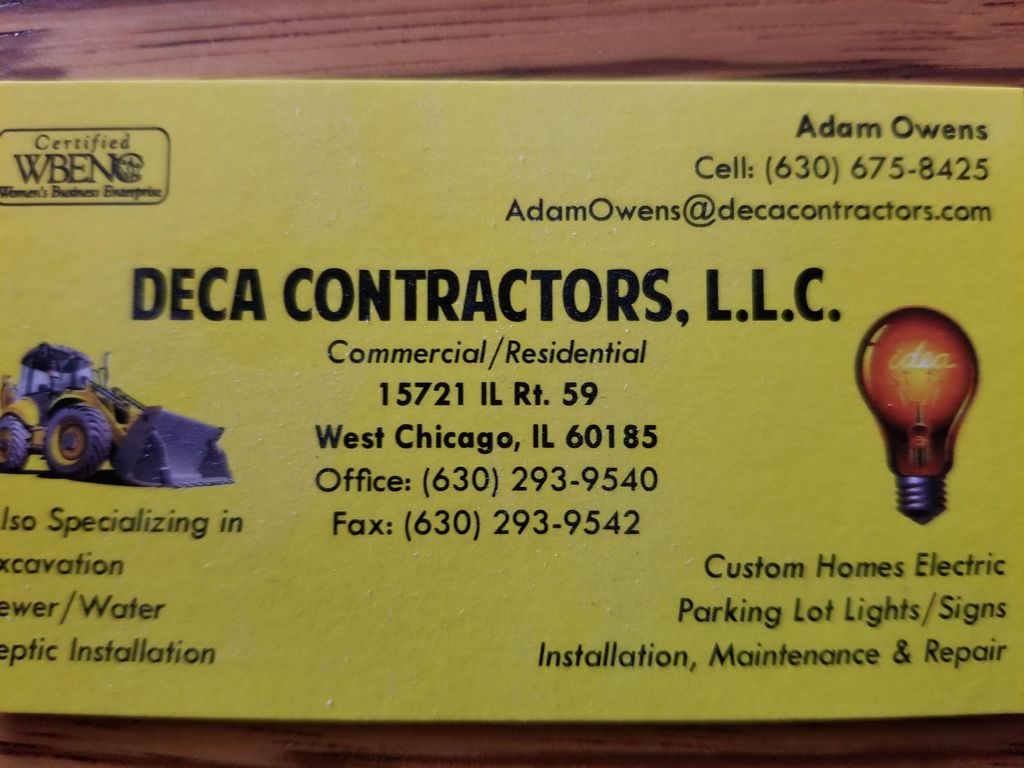 Certified
WBENC
Women's Business Enterprise
Adam Owens
Cell: (630) 675-8425
AdamOwens@decacontractors.com
DECA CONTRACTORS, L.L.C.
Commercial/Residential
15721 IL Rt. 59
West Chicago, IL 60185
Office: (630) 293-9540
Fax: (630) 293-9542
idea
lso Specializing in
xcavation
ewer/Water
eptic Installation
Custom Homes Electric
Parking Lot Lights/Signs
Installation, Maintenance & Repair